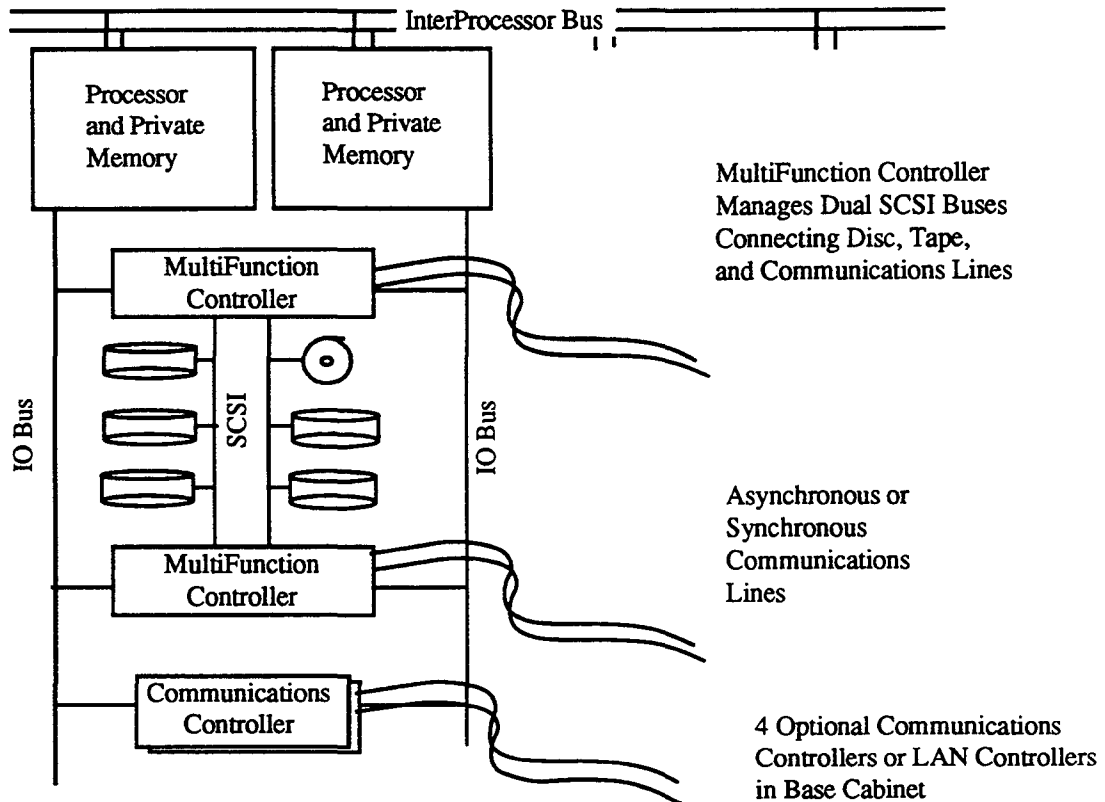 InterProcessor Bus
Processor
and Private
Memory
Processor
and Private
Memory
MultiFunction Controller
Manages Dual SCSI Buses
Connecting Disc, Tape,
and Communications Lines
MultiFunction
Controller
IO Bus
SCSI
IO Bus
Asynchronous or
Synchronous
Communications
Lines
MultiFunction
Controller
Communications
Controller
4 Optional Communications
Controllers or LAN Controllers
in Base Cabinet